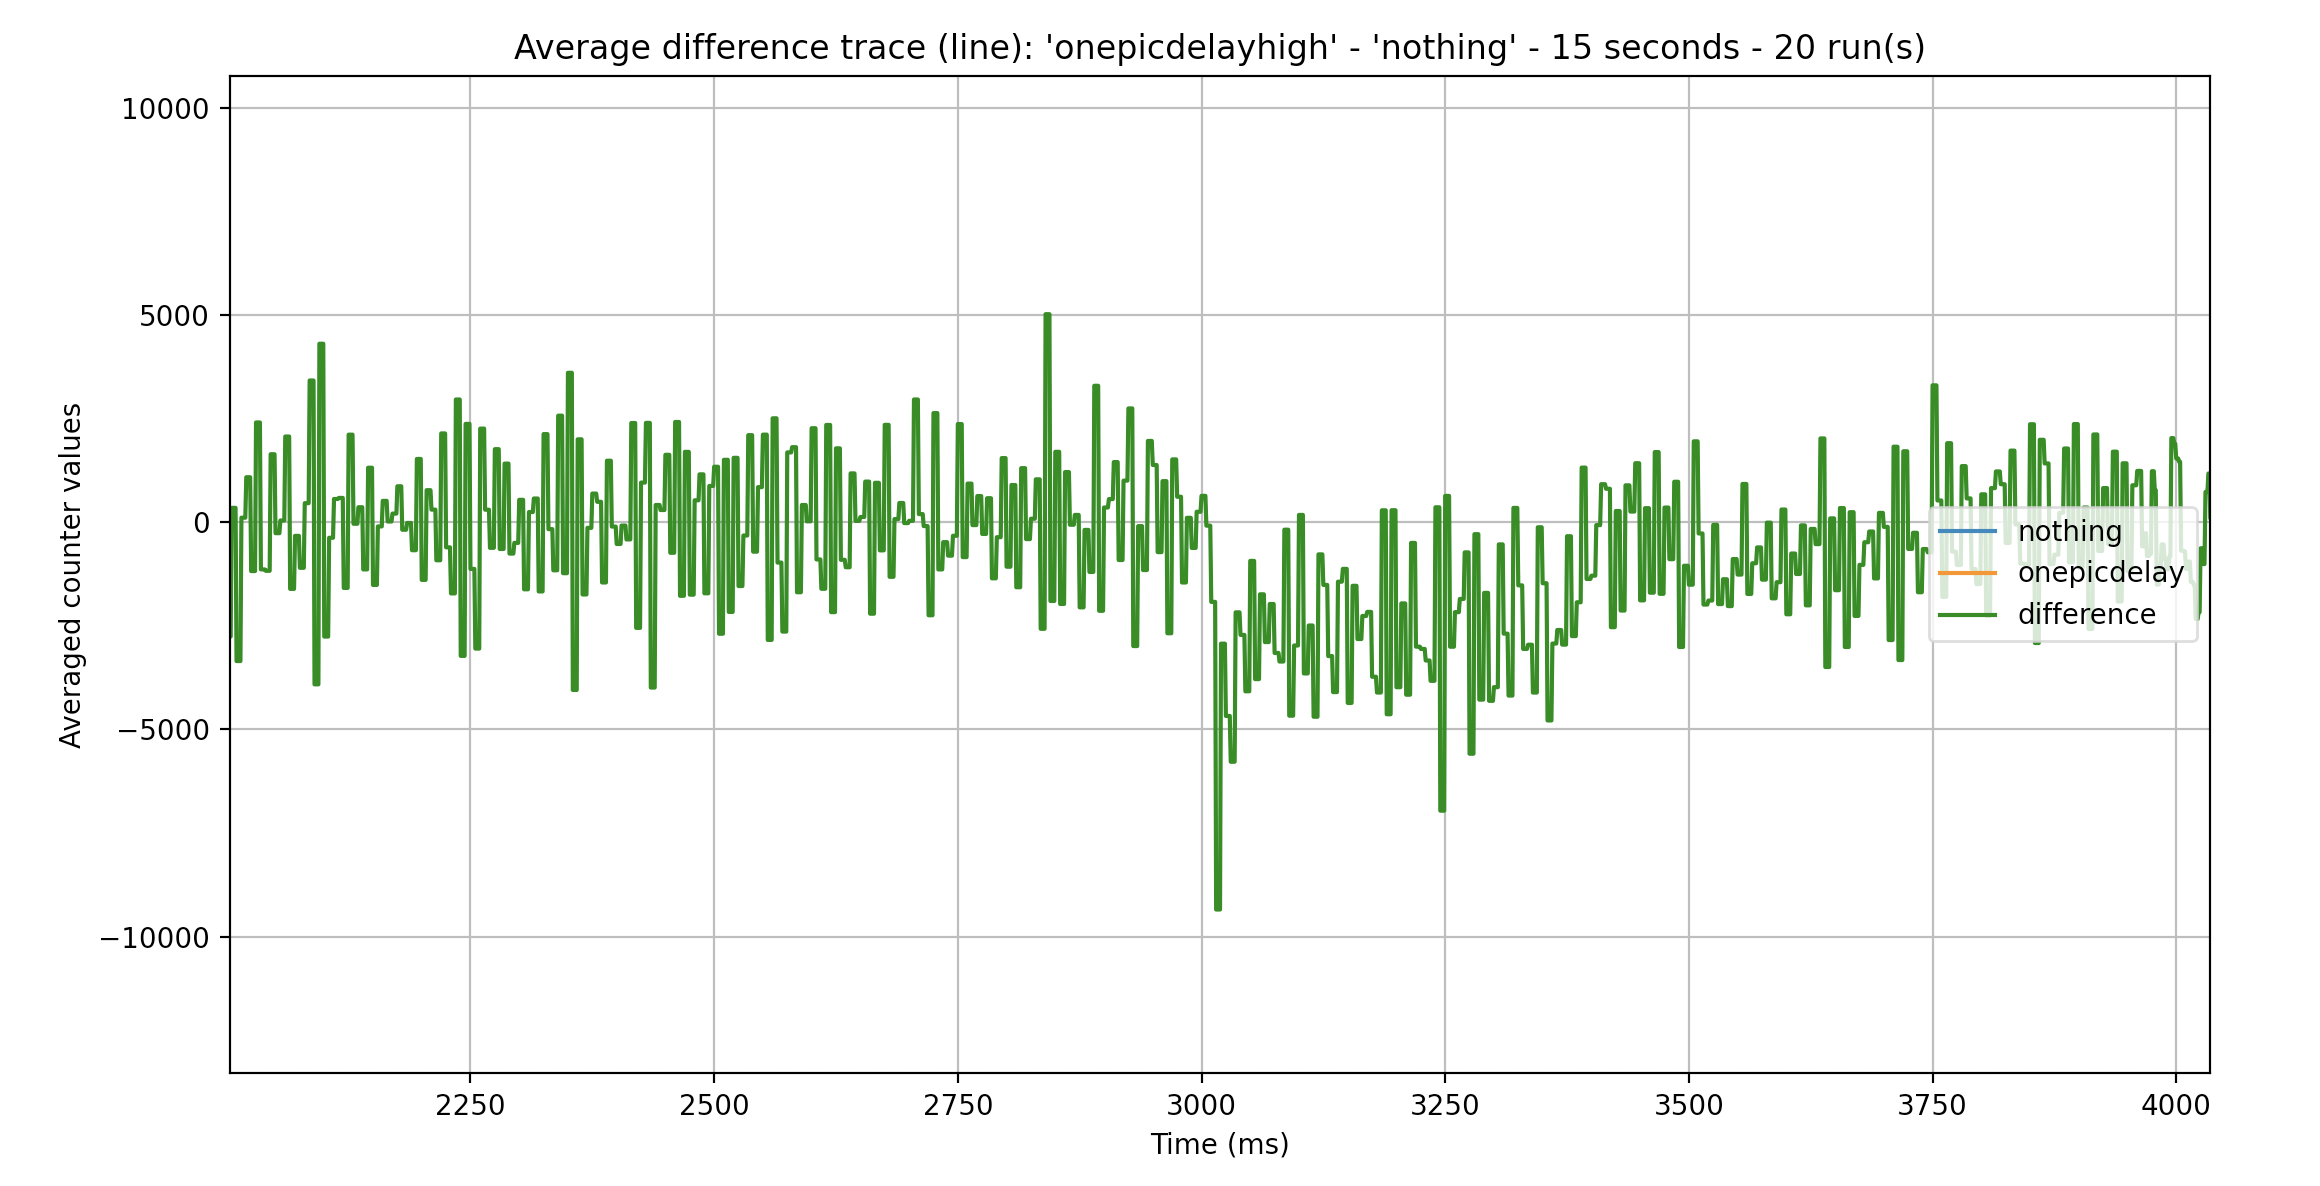 Average difference trace (line): 'onepicdelayhigh' - 'nothing' - 15 seconds - 20 run(s)
10000
5000
0
−5000
−10000
Averaged counter values
nothing
onepicdelay
difference
2250 2500 2750 3000 3250 3500 3750 4000
Time (ms)